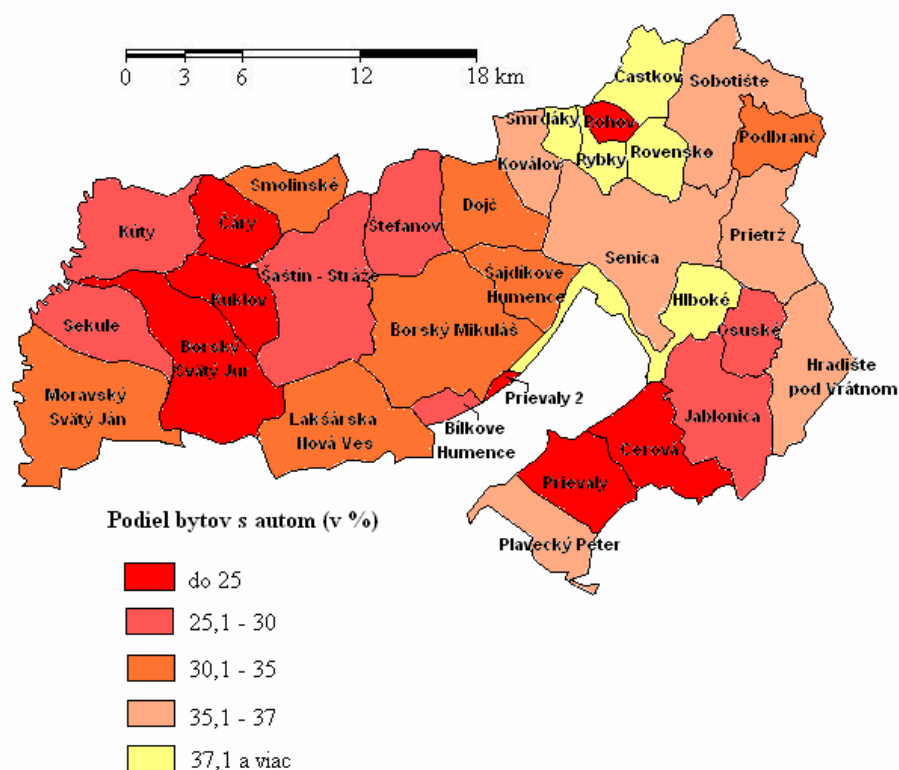 0 3 6 12 18 km
Častkov
Sobotište
Smrdáky
Rohov
Podbranč
Koválov
Rybky
Rovensko
Smolinské
Štefanov
Dojč
Kúty
Čáry
Prietrž
Senica
Šaštín - Stráže
Šajdíkove
Humence
Kuklov
Hlboké
Sekule
Borský Mikuláš
Osuské
Borský
Svätý Jur
Hradište
pod Vrátnom
Moravský
Svätý Ján
Prievaly 2
Lakšárska
Nová Ves
Bílkove
Humence
Jablonica
Cerová
Prievaly
Plavecký Peter
Podiel bytov s autom (v %)
do 25
25,1 - 30
30,1 - 35
35,1 - 37
37,1 a viac